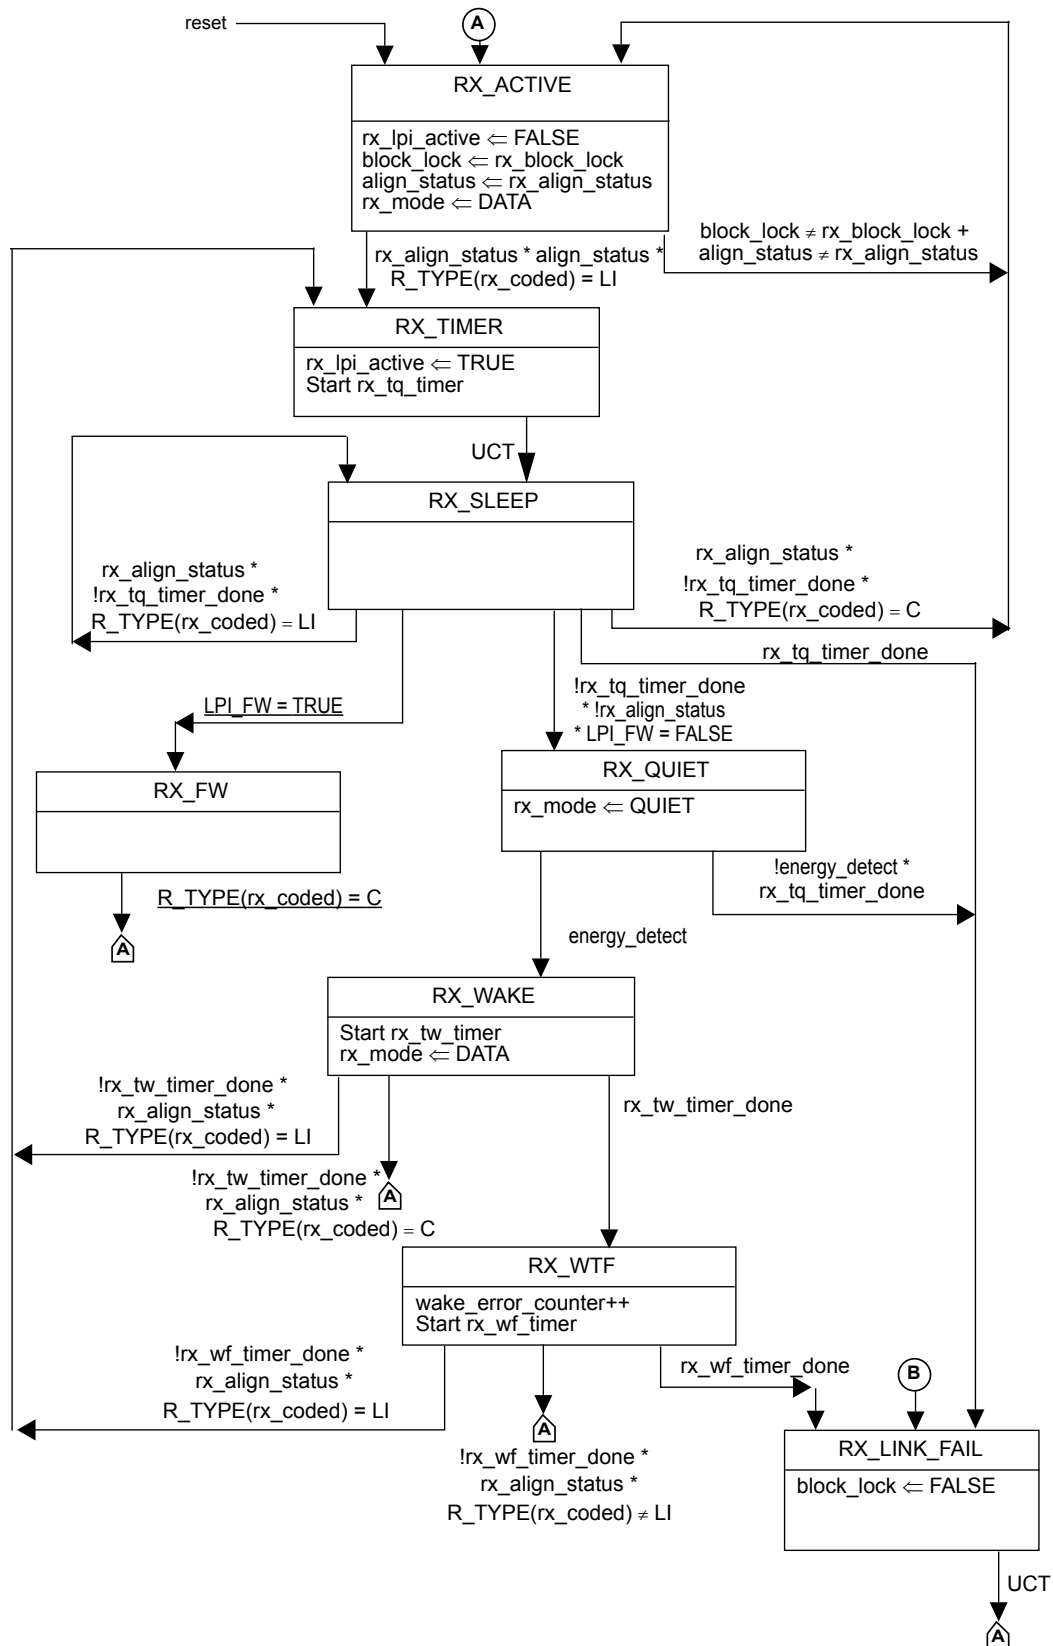 reset
A
RX_ACTIVE
rx_lpi_active ⇐ FALSE
block_lock ⇐ rx_block_lock
align_status ⇐ rx_align_status
rx_mode ⇐ DATA
block_lock ≠ rx_block_lock +
align_status ≠ rx_align_status
rx_align_status * align_status *
R_TYPE(rx_coded) = LI
RX_TIMER
rx_lpi_active ⇐ TRUE
Start rx_tq_timer
UCT
RX_SLEEP
rx_align_status *
!rx_tq_timer_done *
R_TYPE(rx_coded) = LI
rx_align_status *
!rx_tq_timer_done *
R_TYPE(rx_coded) = C
rx_tq_timer_done
LPI_FW = TRUE
!rx_tq_timer_done
* !rx_align_status
* LPI_FW = FALSE
RX_FW
RX_QUIET
rx_mode ⇐ QUIET
R_TYPE(rx_coded) = C
A
!energy_detect *
rx_tq_timer_done
energy_detect
RX_WAKE
Start rx_tw_timer
rx_mode ⇐ DATA
!rx_tw_timer_done *
rx_align_status *
R_TYPE(rx_coded) = LI
rx_tw_timer_done
!rx_tw_timer_done *
rx_align_status *
R_TYPE(rx_coded) = C
A
RX_WTF
wake_error_counter++
Start rx_wf_timer
!rx_wf_timer_done *
rx_align_status *
R_TYPE(rx_coded) = LI
rx_wf_timer_done
B
A
!rx_wf_timer_done *
rx_align_status *
R_TYPE(rx_coded) ≠ LI
RX_LINK_FAIL
block_lock ⇐ FALSE
UCT
A